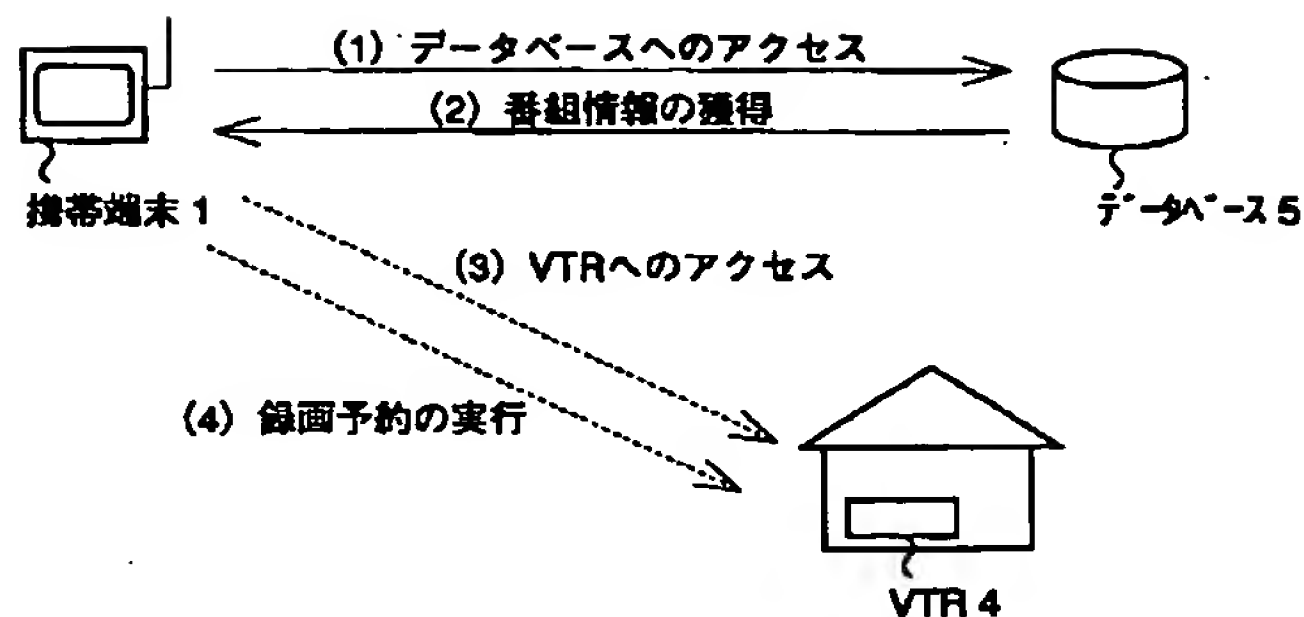 (1) データベースへのアクセス
(2) 番組情報の獲得
携帯端末 1
データベース 5
(3) VTRへのアクセス
(4) 録画予約の実行
VTR 4